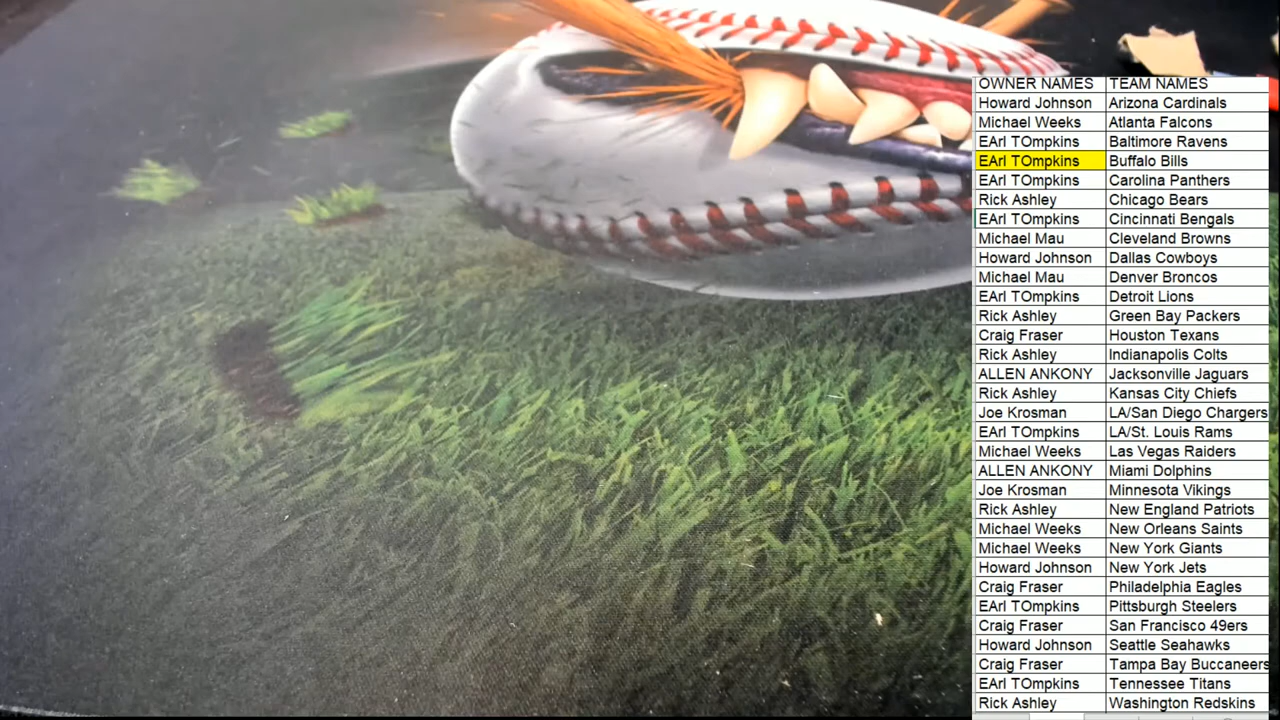 OWNER NAMES TEAM NAMES
Howard Johnson Arizona Cardinals
Michael Weeks Atlanta Falcons
EArl TOmpkins Baltimore Ravens
EArl TOmpkins Buffalo Bills
EArl TOmpkins Carolina Panthers
Rick Ashley Chicago Bears
EArl TOmpkins Cincinnati Bengals
Michael Mau Cleveland Browns
Howard Johnson Dallas Cowboys
Michael Mau Denver Broncos
EArl TOmpkins Detroit Lions
Rick Ashley Green Bay Packers
Craig Fraser Houston Texans
Rick Ashley Indianapolis Colts
ALLEN ANKONY Jacksonville Jaguars
Rick Ashley Kansas City Chiefs
Joe Krosman LA/San Diego Chargers
EArl TOmpkins LA/St. Louis Rams
Michael Weeks Las Vegas Raiders
ALLEN ANKONY Miami Dolphins
Joe Krosman Minnesota Vikings
Rick Ashley New England Patriots
Michael Weeks New Orleans Saints
Michael Weeks New York Giants
Howard Johnson New York Jets
Craig Fraser Philadelphia Eagles
EArl TOmpkins Pittsburgh Steelers
Craig Fraser San Francisco 49ers
Howard Johnson Seattle Seahawks
Craig Fraser Tampa Bay Buccaneers
EArl TOmpkins Tennessee Titans
Rick Ashley Washington Redskins